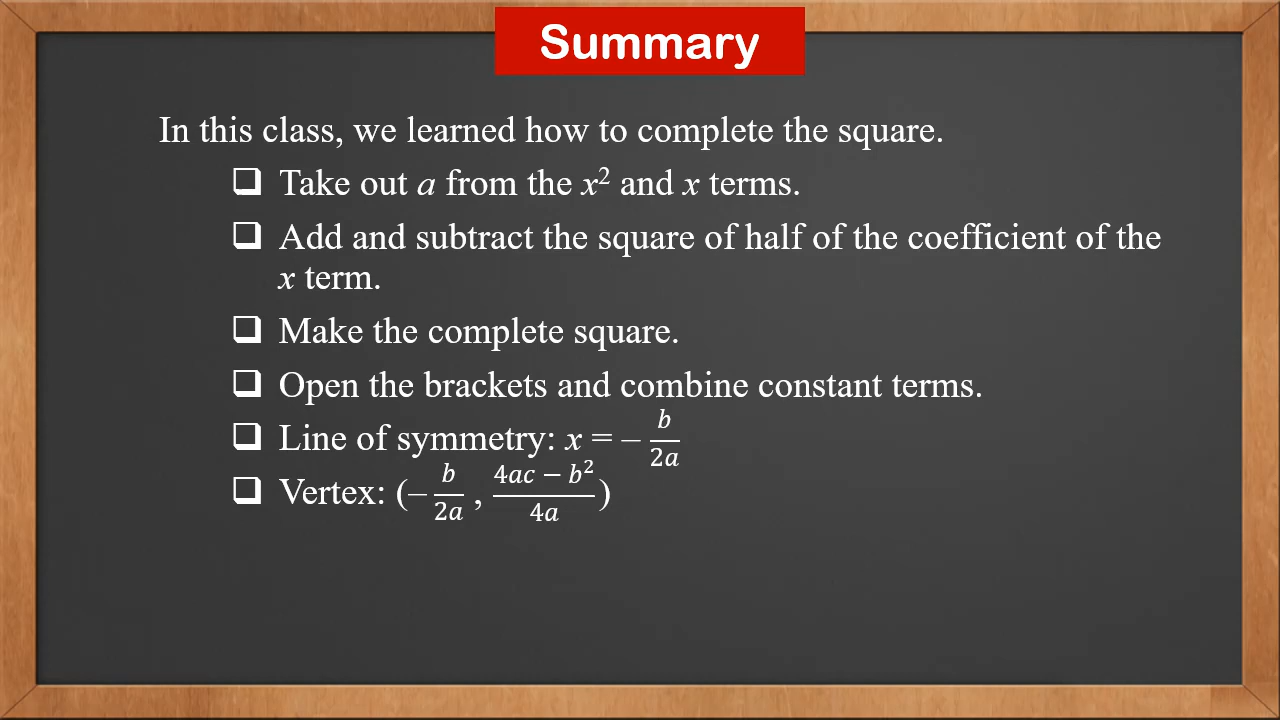 Summary
In this class, we learned how to complete the square.
❑ Take out a from the x² and x terms.
❑ Add and subtract the square of half of the coefficient of the
x term.
❑ Make the complete square.
❑ Open the brackets and combine constant terms.
❑ Line of symmetry: x = – b/2a
❑ Vertex: (– b/2a , (4ac – b²)/4a)